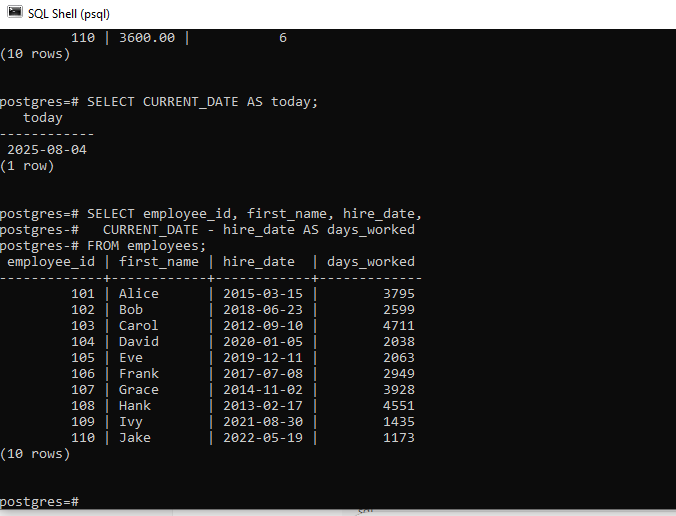 SQL Shell (psql)
         110 | 3600.00 |           6
(10 rows)
postgres=# SELECT CURRENT_DATE AS today;
   today
------------
 2025-08-04
(1 row)
postgres=# SELECT employee_id, first_name, hire_date,
postgres-#   CURRENT_DATE - hire_date AS days_worked
postgres-# FROM employees;
 employee_id | first_name | hire_date  | days_worked
-------------+------------+------------+-------------
         101 | Alice      | 2015-03-15 |        3795
         102 | Bob        | 2018-06-23 |        2599
         103 | Carol      | 2012-09-10 |        4711
         104 | David      | 2020-01-05 |        2038
         105 | Eve        | 2019-12-11 |        2063
         106 | Frank      | 2017-07-08 |        2949
         107 | Grace      | 2014-11-02 |        3928
         108 | Hank       | 2013-02-17 |        4551
         109 | Ivy        | 2021-08-30 |        1435
         110 | Jake       | 2022-05-19 |        1173
(10 rows)
postgres=#